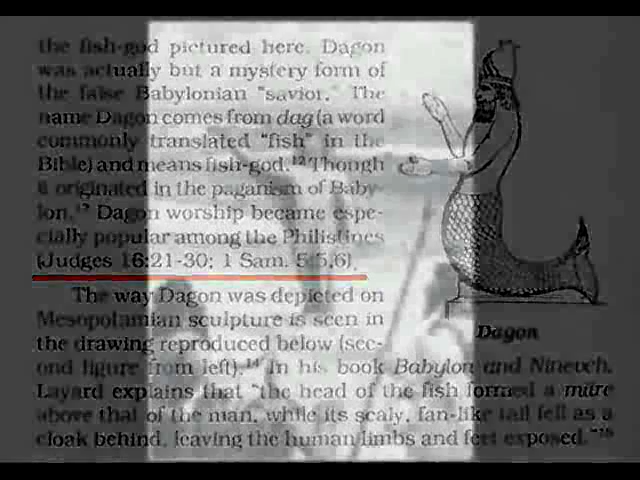 the fish-god pictured here. Dagon
was actually but a mystery form of
the false Babylonian "savior." The
name Dagon comes from dag (a word
commonly translated "fish" in the
Bible) and means fish-god.¹² Though
it originated in the paganism of Baby-
lon,¹³ Dagon worship became espe-
cially popular among the Philistines
(Judges 16:21-30; 1 Sam. 5:5,6).
The way Dagon was depicted on
Mesopotamian sculpture is seen in
the drawing reproduced below (sec-
ond figure from left).¹⁴ In his book Babylon and Nineveh,
Layard explains that "the head of the fish formed a mitre
above that of the man, while its scaly, fan-like tail fell as a
cloak behind, leaving the human limbs and feet exposed."¹⁵
Dagon